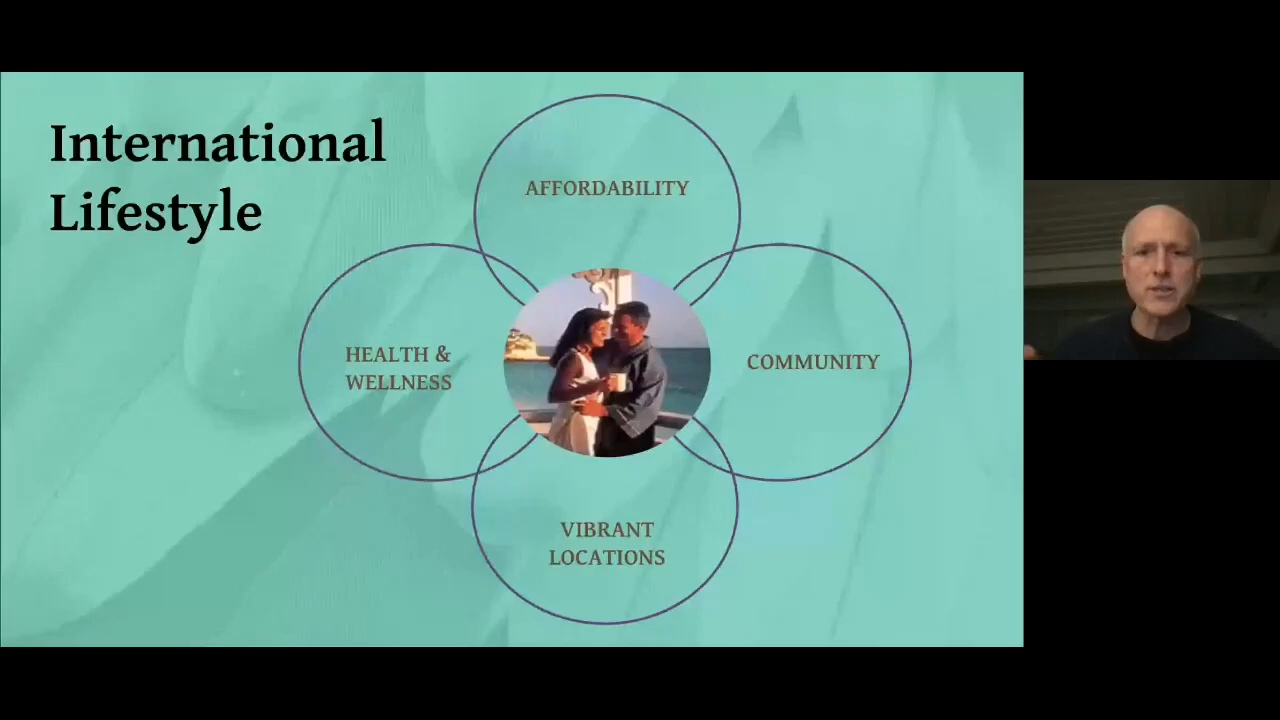 International
Lifestyle
AFFORDABILITY
HEALTH &
WELLNESS
COMMUNITY
VIBRANT
LOCATIONS